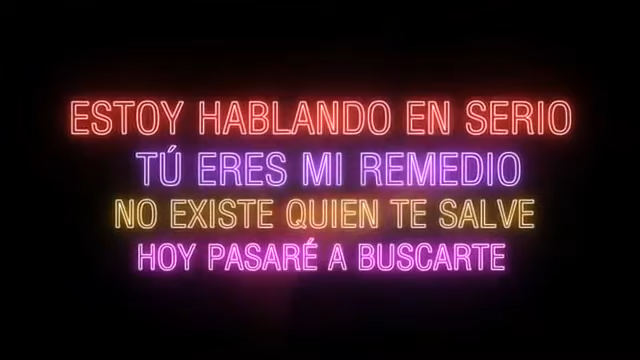 ESTOY HABLANDO EN SERIO
TÚ ERES MI REMEDIO
NO EXISTE QUIEN TE SALVE
HOY PASARÉ A BUSCARTE